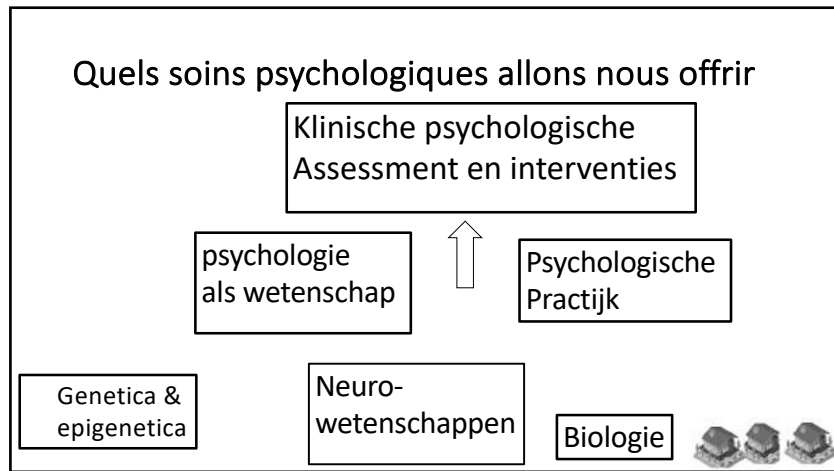 Quels soins psychologiques allons nous offrir
Klinische psychologische
Assessment en interventies
psychologie
als wetenschap
Psychologische
Practijk
Genetica &
epigenetica
Neuro-
wetenschappen
Biologie